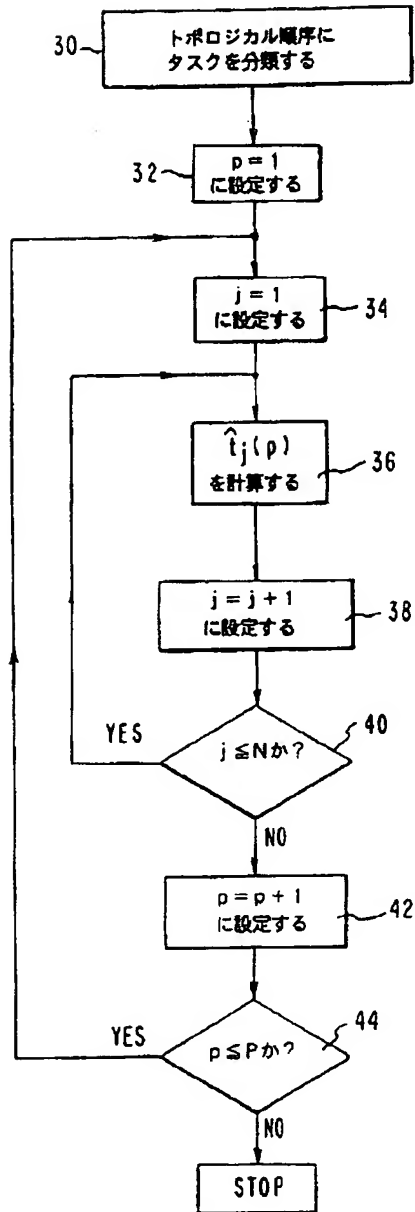 トポロジカル順序に
タスクを分類する
30
p = 1
に設定する
32
j = 1
に設定する
34
t̂j(p)
を計算する
36
j = j + 1
に設定する
38
j ≦ Nか?
40
YES
NO
p = p + 1
に設定する
42
p ≦ Pか?
44
YES
NO
STOP